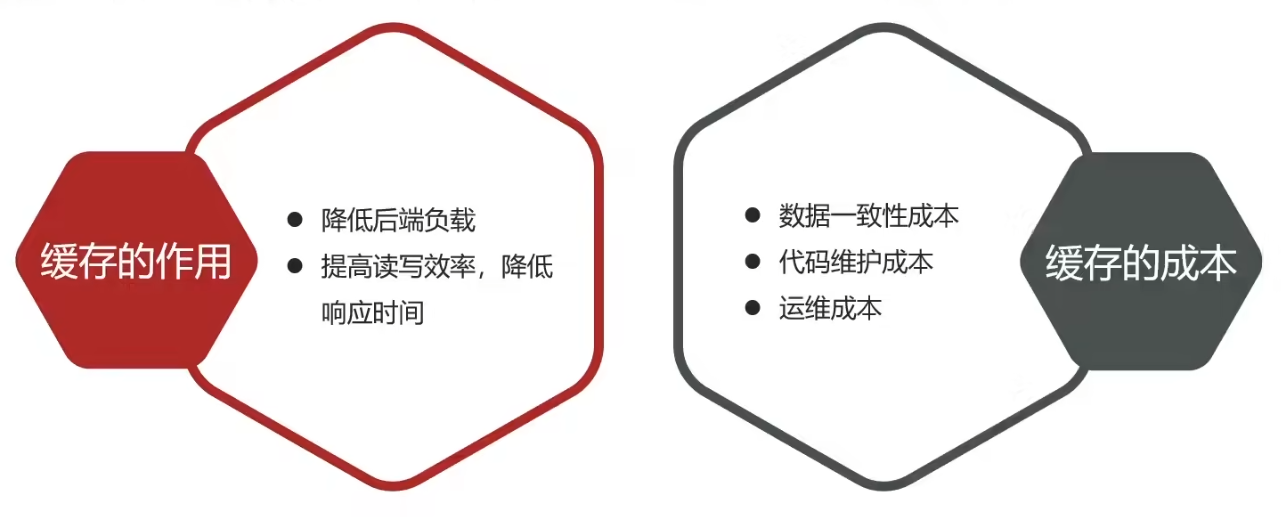 缓存的作用
降低后端负载
提高读写效率，降低
响应时间
数据一致性成本
代码维护成本
运维成本
缓存的成本